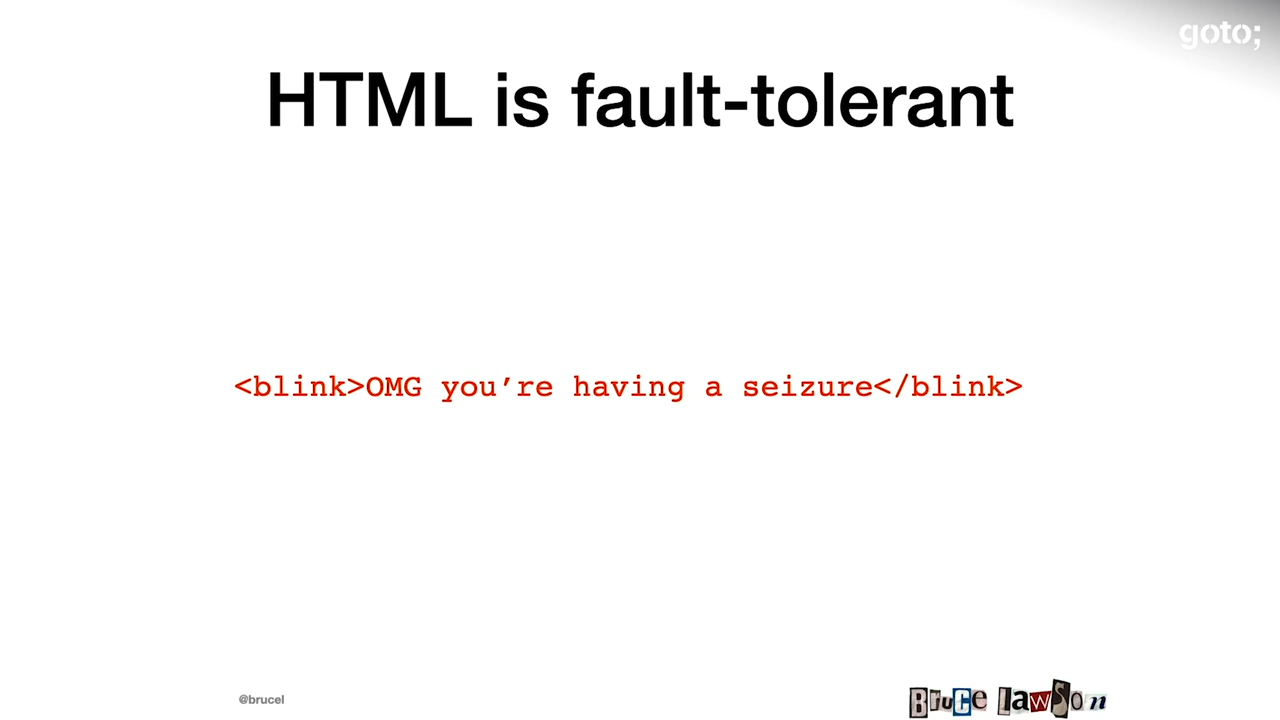 goto;
HTML is fault-tolerant
<blink>OMG you’re having a seizure</blink>
@brucel
Bruce Lawson